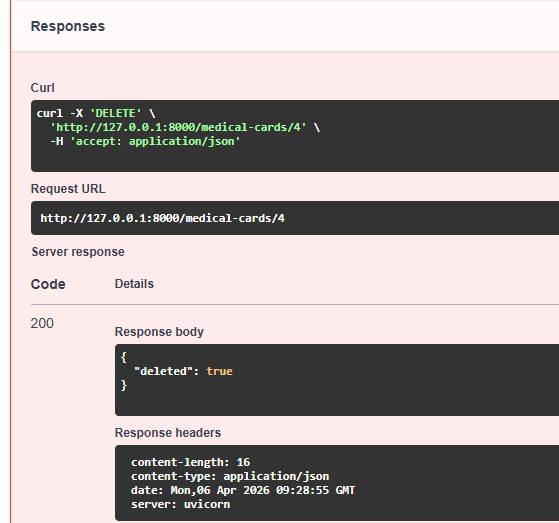 Responses
Curl
curl -X 'DELETE' \
  'http://127.0.0.1:8000/medical-cards/4' \
  -H 'accept: application/json'
Request URL
http://127.0.0.1:8000/medical-cards/4
Server response
Code Details
200
Response body
{
  "deleted": true
}
Response headers
content-length: 16
content-type: application/json
date: Mon,06 Apr 2026 09:28:55 GMT
server: uvicorn